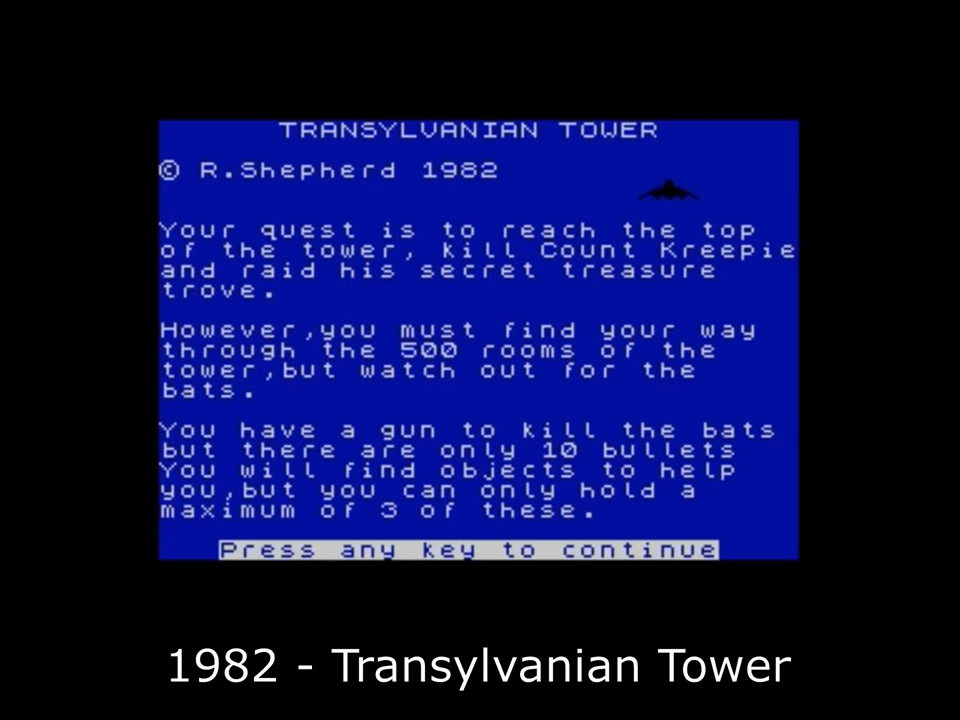 TRANSYLVANIAN TOWER
© R.Shepherd 1982
Your quest is to reach the top
of the tower, kill Count Kreepie
and raid his secret treasure
trove.
However,you must find your way
through the 500 rooms of the
tower,but watch out for the
bats.
You have a gun to kill the bats
but there are only 10 bullets
You will find objects to help
you,but you can only hold a
maximum of 3 of these.
Press any key to continue
1982 - Transylvanian Tower